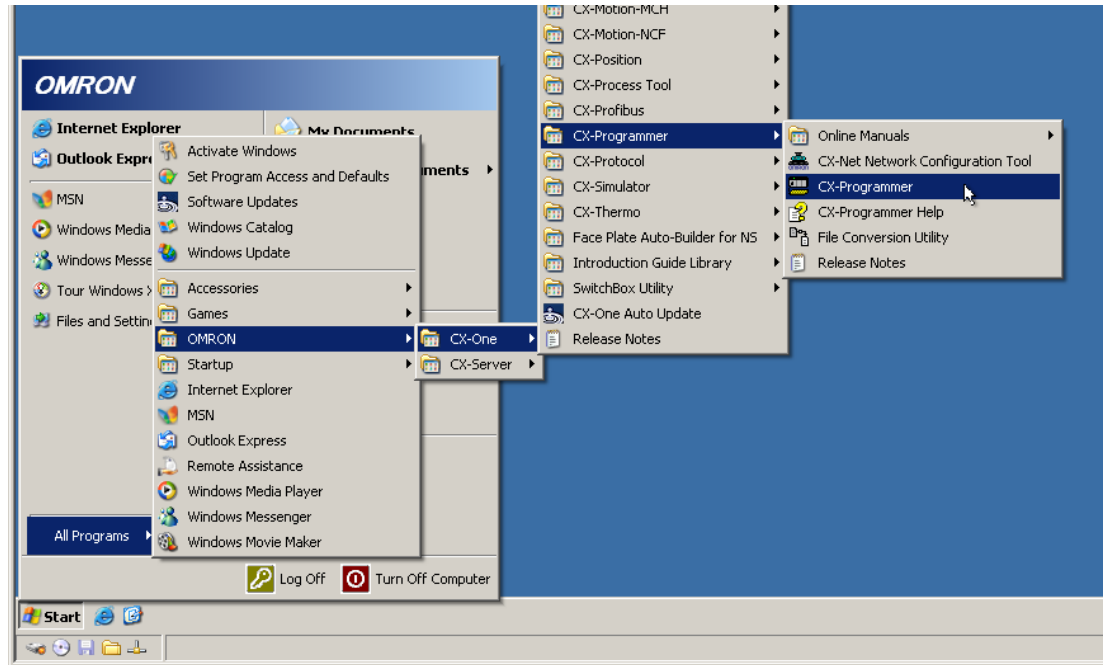 OMRON
Internet Explorer
Outlook Expre
MSN
Windows Media
Windows Messe
Tour Windows X
Files and Settin
My Documents
uments
All Programs
Log Off
Turn Off Computer
Start
Activate Windows
Set Program Access and Defaults
Software Updates
Windows Catalog
Windows Update
Accessories
Games
OMRON
Startup
Internet Explorer
MSN
Outlook Express
Remote Assistance
Windows Media Player
Windows Messenger
Windows Movie Maker
CX-One
CX-Server
CX-Motion-MCH
CX-Motion-NCF
CX-Position
CX-Process Tool
CX-Profibus
CX-Programmer
CX-Protocol
CX-Simulator
CX-Thermo
Face Plate Auto-Builder for NS
Introduction Guide Library
SwitchBox Utility
CX-One Auto Update
Release Notes
Online Manuals
CX-Net Network Configuration Tool
CX-Programmer
CX-Programmer Help
File Conversion Utility
Release Notes